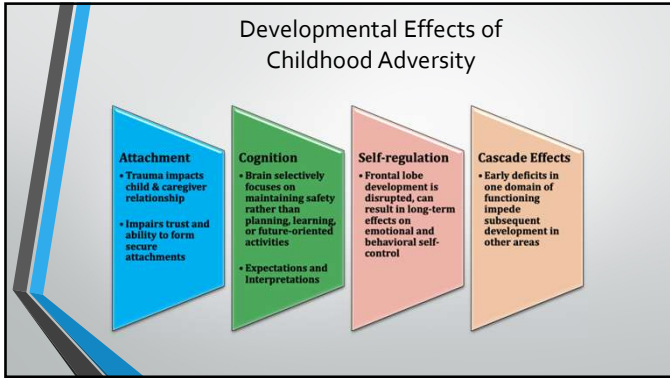 Developmental Effects of
Childhood Adversity
Attachment
• Trauma impacts
child & caregiver
relationship
• Impairs trust and
ability to form
secure
attachments
Cognition
• Brain selectively
focuses on
maintaining safety
rather than
planning, learning,
or future-oriented
activities
• Expectations and
Interpretations
Self-regulation
• Frontal lobe
development is
disrupted, can
result in long-term
effects on
emotional and
behavioral self-
control
Cascade Effects
• Early deficits in
one domain of
functioning
impede
subsequent
development in
other areas